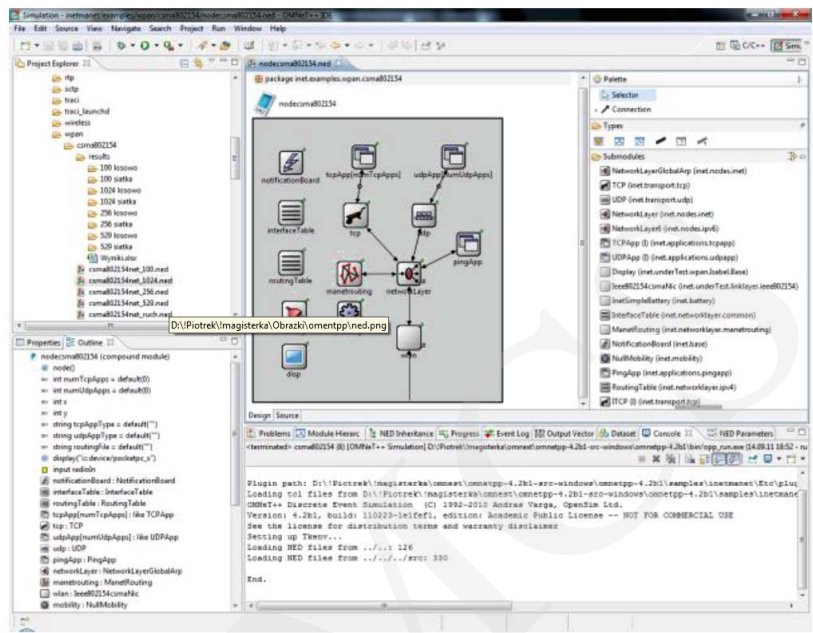 Simulation - inetmanet/examples/wpan/csma802154/nodecsma802154.ned - OMNeT++ IDE
File Edit Source View Navigate Search Project Run Window Help
C/C++
Project Explorer
rtp
sctp
traci
traci_launchd
wireless
wpan
csma802154
results
100 losowo
100 siatka
1024 losowo
1024 siatka
256 losowo
256 siatka
529 losowo
529 siatka
Wyniki.xlsx
csma802154net_100.ned
csma802154net_1024.ned
csma802154net_256.ned
csma802154net_529.ned
csma802154net_ruch.ned
D:\!Piotrek\!magisterka\Obrazki\omentpp\ned.png
Properties Outline
nodecsma802154 (compound module)
node()
int numTcpApps = default(0)
int numUdpApps = default(0)
int x
int y
string tcpAppType = default("")
string udpAppType = default("")
string routingFile = default("")
display("i=device/pocketpc_s")
input radioIn
notificationBoard : NotificationBoard
interfaceTable : InterfaceTable
routingTable : RoutingTable
tcpApp[numTcpApps] : like TCPApp
tcp : TCP
udpApp[numUdpApps] : like UDPApp
udp : UDP
pingApp : PingApp
networkLayer : NetworkLayerGlobalArp
manetrouting : ManetRouting
wlan : Ieee802154csmaNic
mobility : NullMobility
nodecsma802154.ned
package inet.examples.wpan.csma802154
nodecsma802154
notificationBoard
tcpApp[numTcpApps]
udpApp[numUdpApps]
interfaceTable
tcp
udp
pingApp
routingTable
manetrouting
networkLayer
wlan
disp
Design Source
Palette
Selector
Connection
Types
Submodules
NetworkLayerGlobalArp (inet.nodes.inet)
TCP (inet.transport.tcp)
UDP (inet.transport.udp)
NetworkLayer (inet.nodes.inet)
NetworkLayer6 (inet.nodes.ipv6)
TCPApp (I) (inet.applications.tcpapp)
UDPApp (I) (inet.applications.udpapp)
Display (inet.underTest.wpan.Isabel.Base)
Ieee802154csmaNic (inet.underTest.linklayer.ieee802154)
InetSimpleBattery (inet.battery)
InterfaceTable (inet.networklayer.common)
ManetRouting (inet.networklayer.manetrouting)
NotificationBoard (inet.base)
NullMobility (inet.mobility)
PingApp (inet.applications.pingapp)
RoutingTable (inet.networklayer.ipv4)
ITCP (I) (inet.transport.tcp)
Problems Module Hierarc NED Inheritance Progress Event Log Output Vector Dataset Console NED Parameters
<terminated> csma802154 (8) [OMNeT++ Simulation] D:\!Piotrek\!magisterka\omnest\omnetpp-4.2b1-src-windows\omnetpp-4.2b1\bin/opp_run.exe (14.09.11 18:52 - ru
Plugin path: D:\!Piotrek\!magisterka\omnest\omnetpp-4.2b1-src-windows\omnetpp-4.2b1\samples\inetmanet\Etc\plug
Loading tcl files from D:\!Piotrek\!magisterka\omnest\omnetpp-4.2b1-src-windows\omnetpp-4.2b1\samples\inetmane
OMNeT++ Discrete Event Simulation (C) 1992-2010 Andras Varga, OpenSim Ltd.
Version: 4.2b1, build: 110223-1e1fef1, edition: Academic Public License -- NOT FOR COMMERCIAL USE
See the license for distribution terms and warranty disclaimer
Setting up Tkenv...
Loading NED files from ../..: 126
Loading NED files from ../../../src: 330
End.